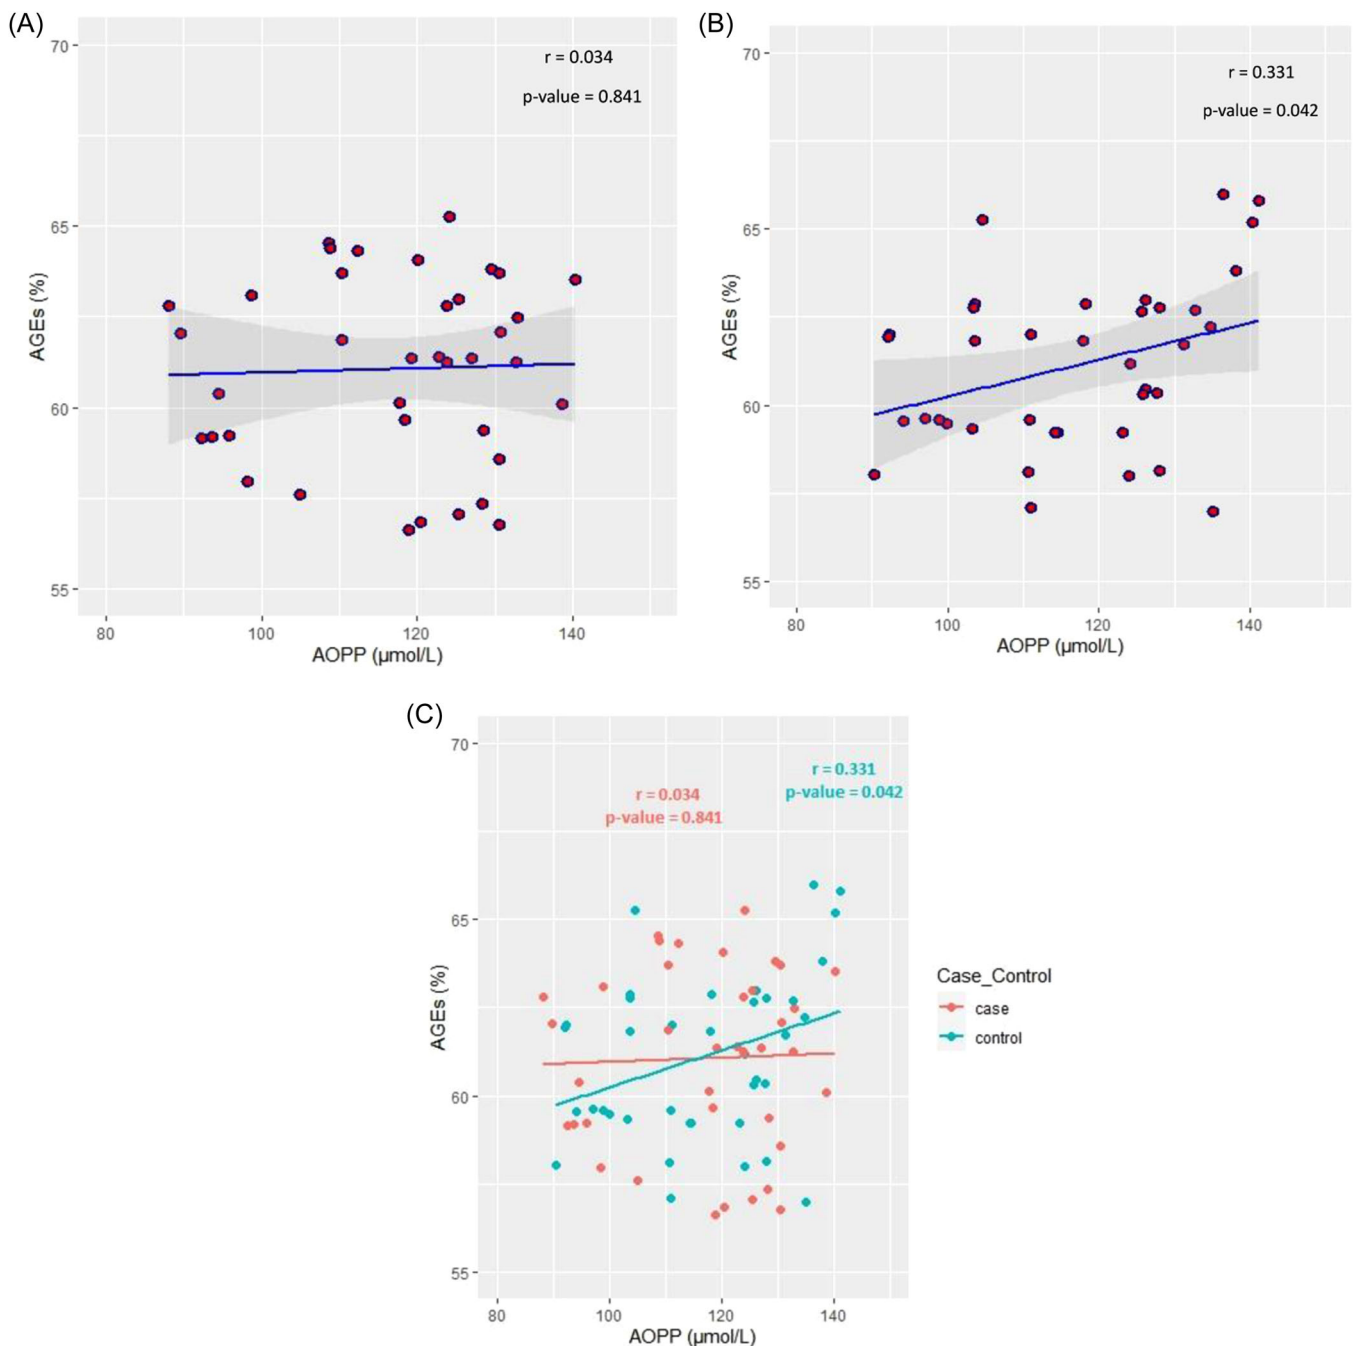 (A)
r = 0.034
p-value = 0.841
70
65
60
55
AGEs (%)
80 100 120 140
AOPP (µmol/L)
(B)
r = 0.331
p-value = 0.042
70
65
60
55
AGEs (%)
80 100 120 140
AOPP (µmol/L)
(C)
r = 0.331
p-value = 0.042
r = 0.034
p-value = 0.841
70
65
60
55
AGEs (%)
80 100 120 140
AOPP (µmol/L)
Case_Control
case
control